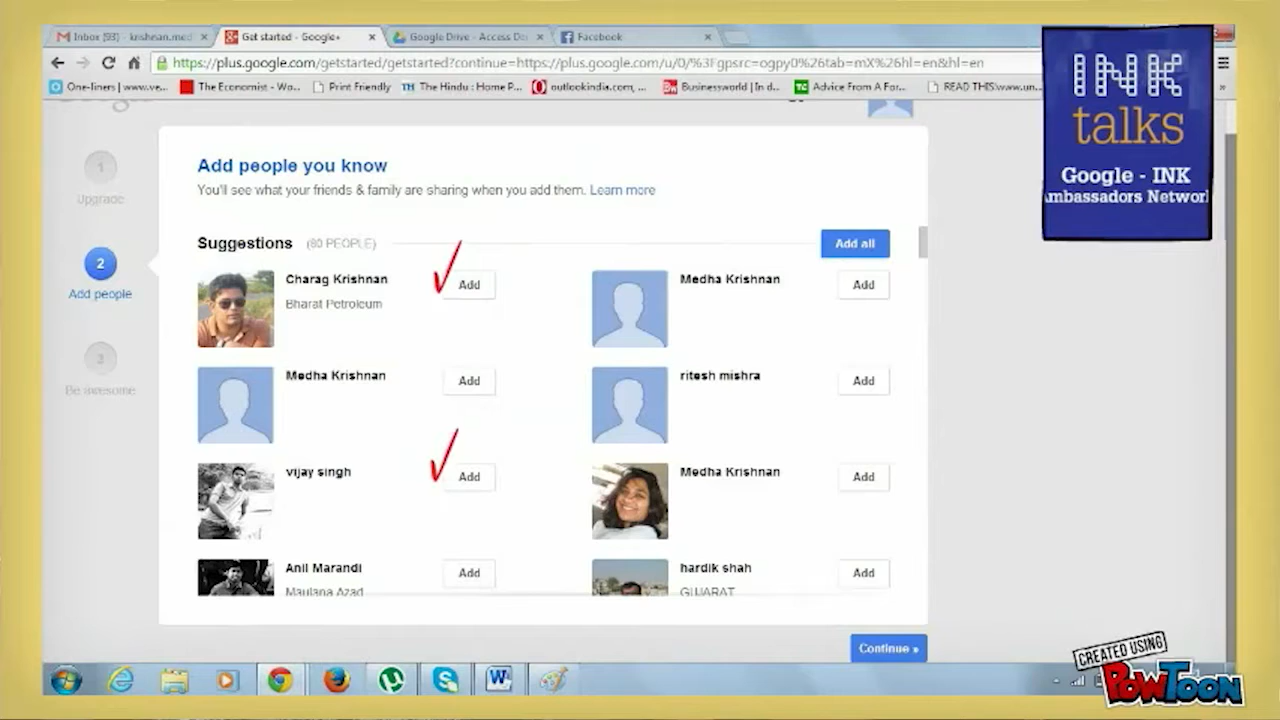 Inbox (93) - krishnan.med
Get started - Google+
Google Drive - Access De
Facebook
https://plus.google.com/getstarted/getstarted?continue=https://plus.google.com/u/0/%3Fgpsrc=ogpy0%26tab=mX%26hl=en&hl=en
One-liners | www.ve...
The Economist - Wo...
Print Friendly
TH The Hindu : Home P...
outlookindia.com, ...
Bw Businessworld | In d...
TC Advice From A For...
READ THIS\www.un...
INK
talks
Google - INK
Ambassadors Network
1
Upgrade
2
Add people
3
Be awesome
Add people you know
You'll see what your friends & family are sharing when you add them. Learn more
Suggestions (80 PEOPLE)
Add all
Charag Krishnan
Bharat Petroleum
Add
Medha Krishnan
Add
Medha Krishnan
Add
ritesh mishra
Add
vijay singh
Add
Medha Krishnan
Add
Anil Marandi
Maulana Azad
Add
hardik shah
GUJARAT
Add
Continue »
CREATED USING
POWTOON